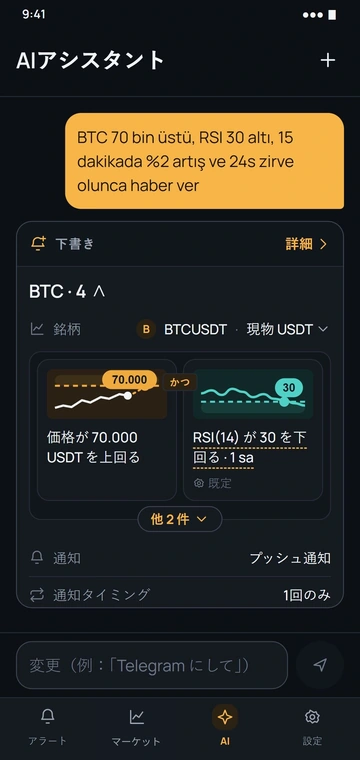 9:41
AIアシスタント
BTC 70 bin üstü, RSI 30 altı, 15
dakikada %2 artış ve 24s zirve
olunca haber ver
下書き
詳細
BTC · 4 ∧
銘柄
B
BTCUSDT · 現物 USDT
70.000
かつ
30
価格が 70.000
USDT を上回る
RSI(14) が 30 を下
回る · 1 sa
既定
他 2 件
通知
プッシュ通知
通知タイミング
1回のみ
変更（例：「Telegram にして」）
アラート
マーケット
AI
設定